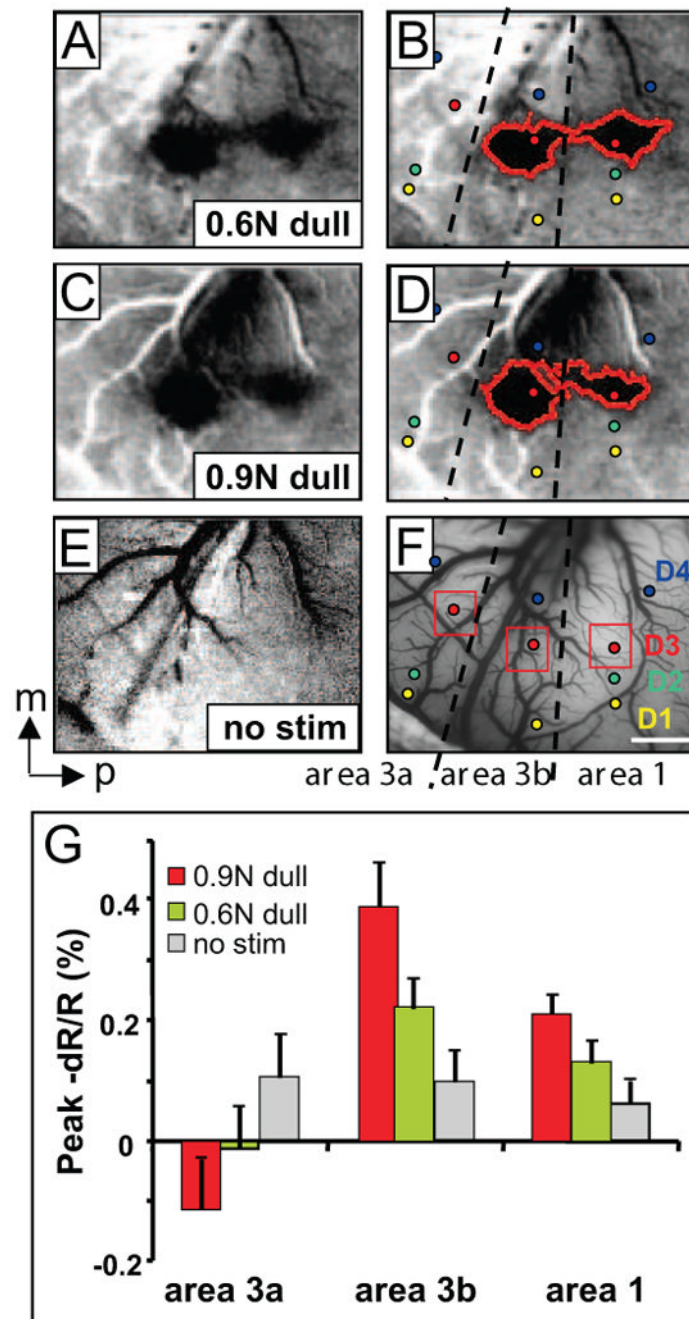 A
0.6N dull
B
C
0.9N dull
D
E
no stim
m
p
F
D4
D3
D2
D1
area 3a area 3b area 1
G
0.9N dull
0.6N dull
no stim
Peak -dR/R (%)
0.4
0.2
0
-0.2
area 3a area 3b area 1